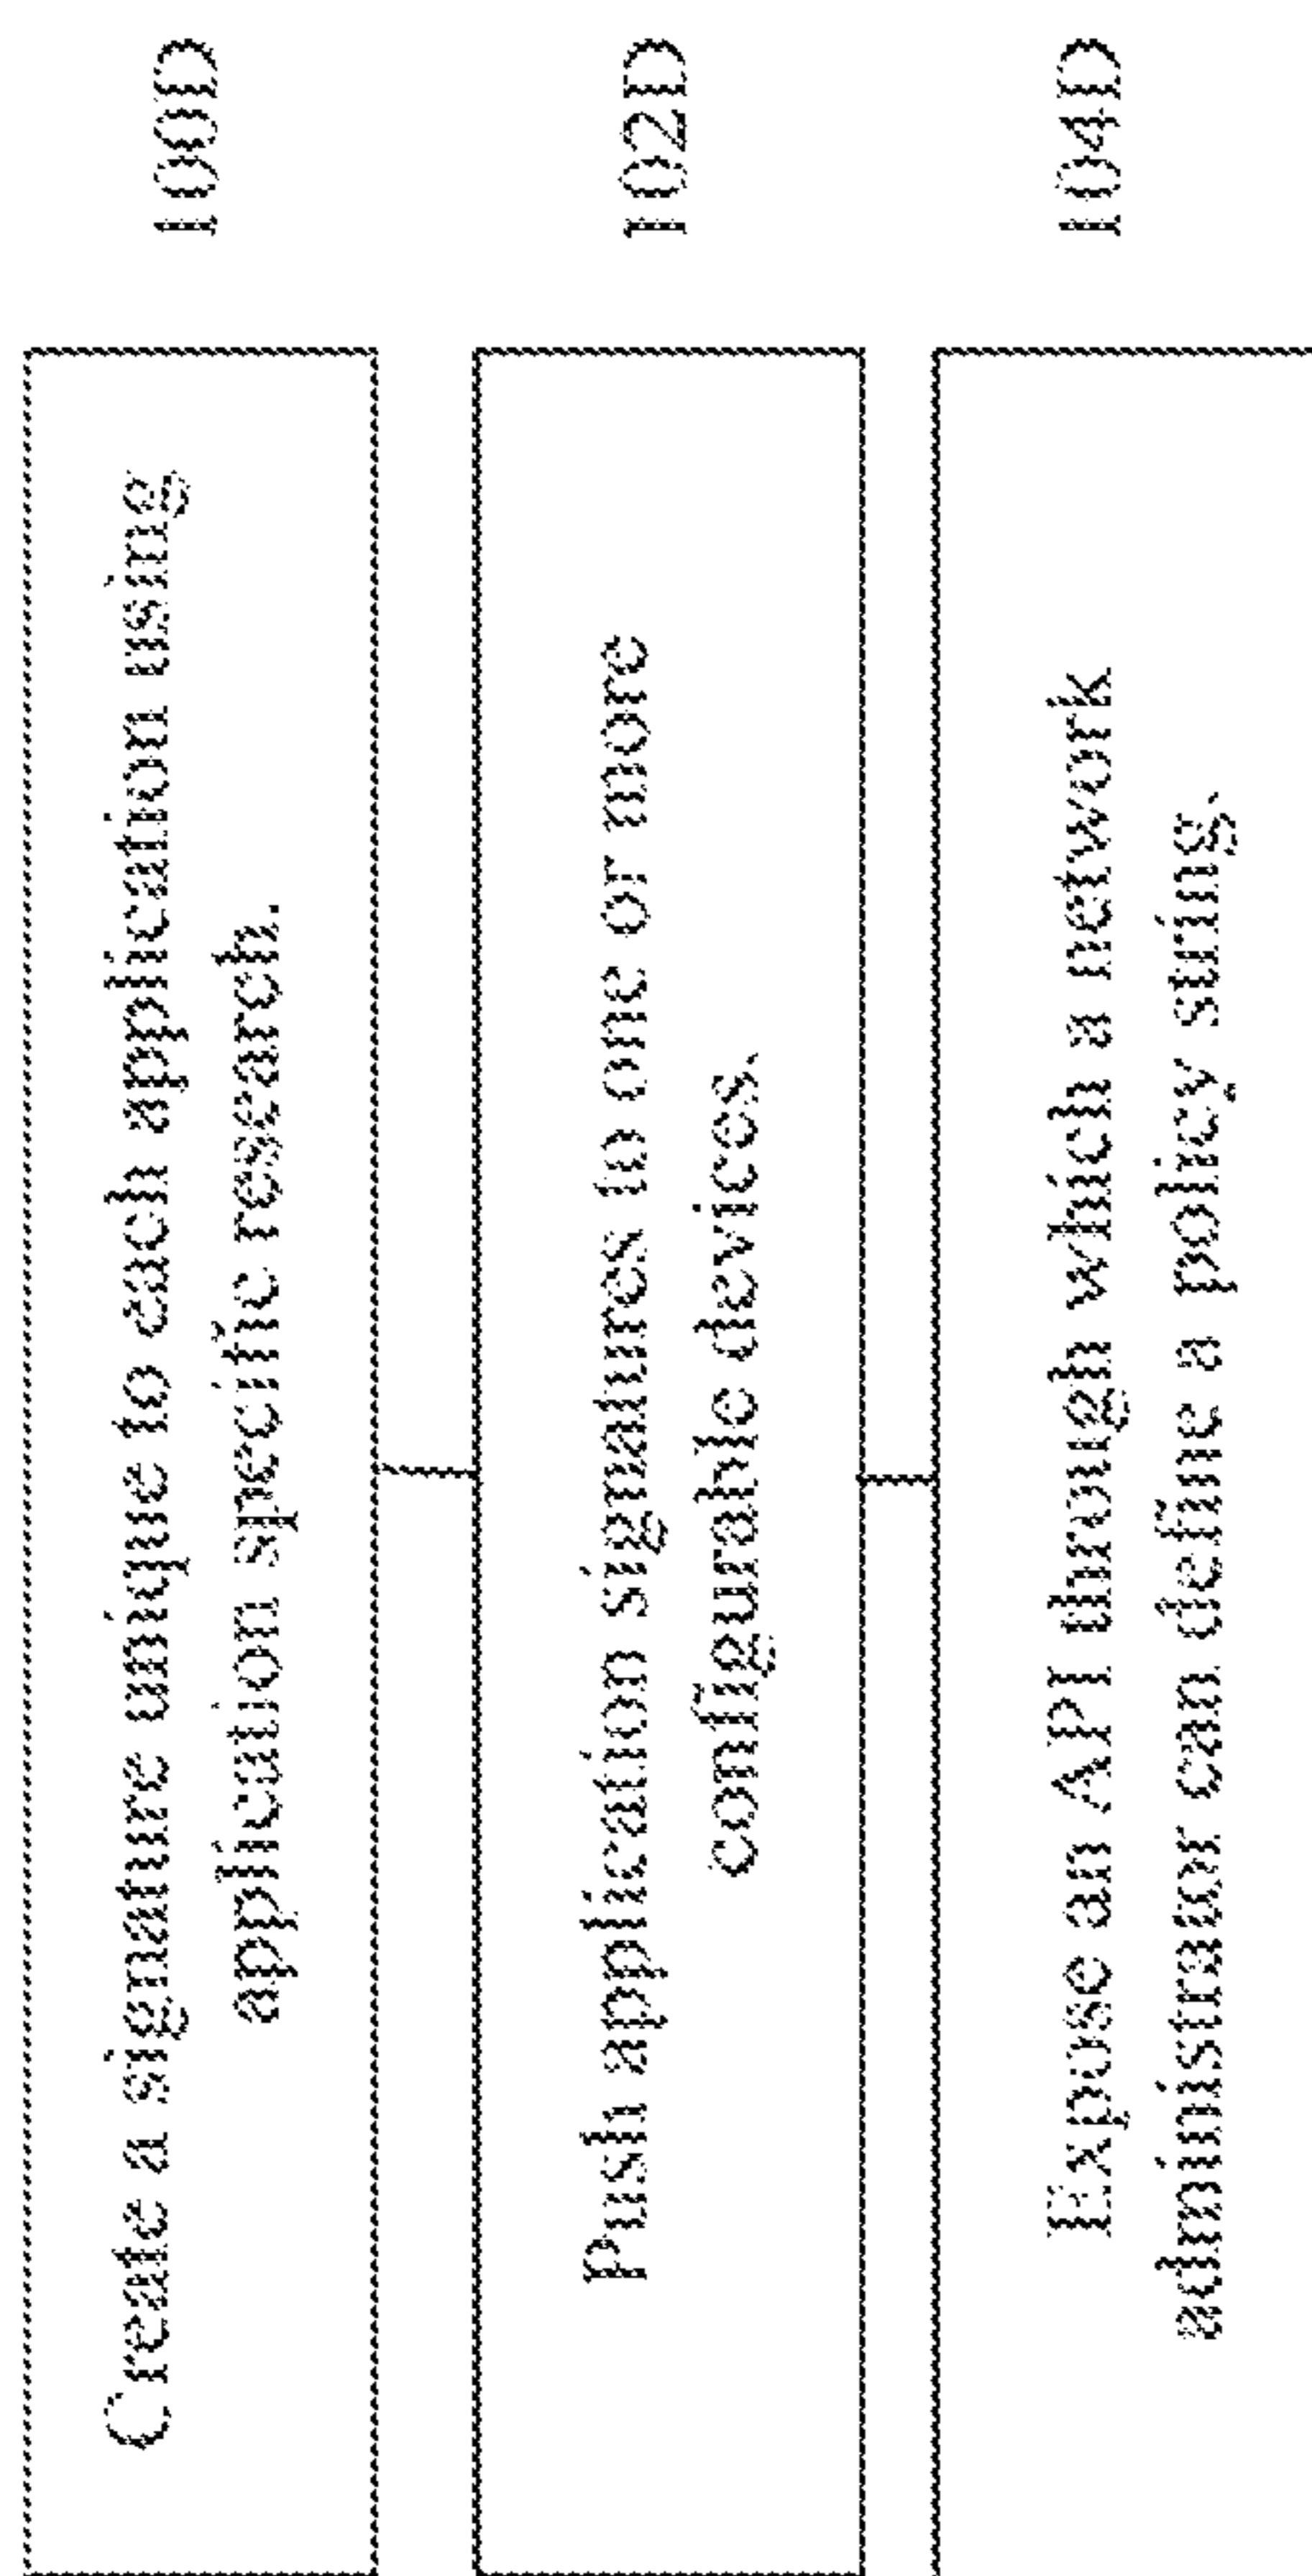 Create a signature unique to each application using
application specific research.
100D
Push application signatures to one or more
configurable devices.
102D
Expose an API through which a network
administrator can define a policy string.
104D